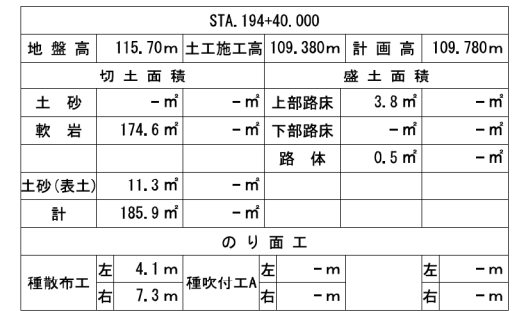 STA.194+40.000
地盤高 115.70m 土工施工高 109.380m 計画高 109.780m
切土面積 盛土面積
土砂 －㎡ －㎡ 上部路床 3.8㎡ －㎡
軟岩 174.6㎡ －㎡ 下部路床 －㎡ －㎡
路体 0.5㎡ －㎡
土砂(表土) 11.3㎡ －㎡
計 185.9㎡ －㎡
のり面工
種散布工 左 4.1m 種吹付工A 左 －m 左 －m
右 7.3m 右 －m 右 －m